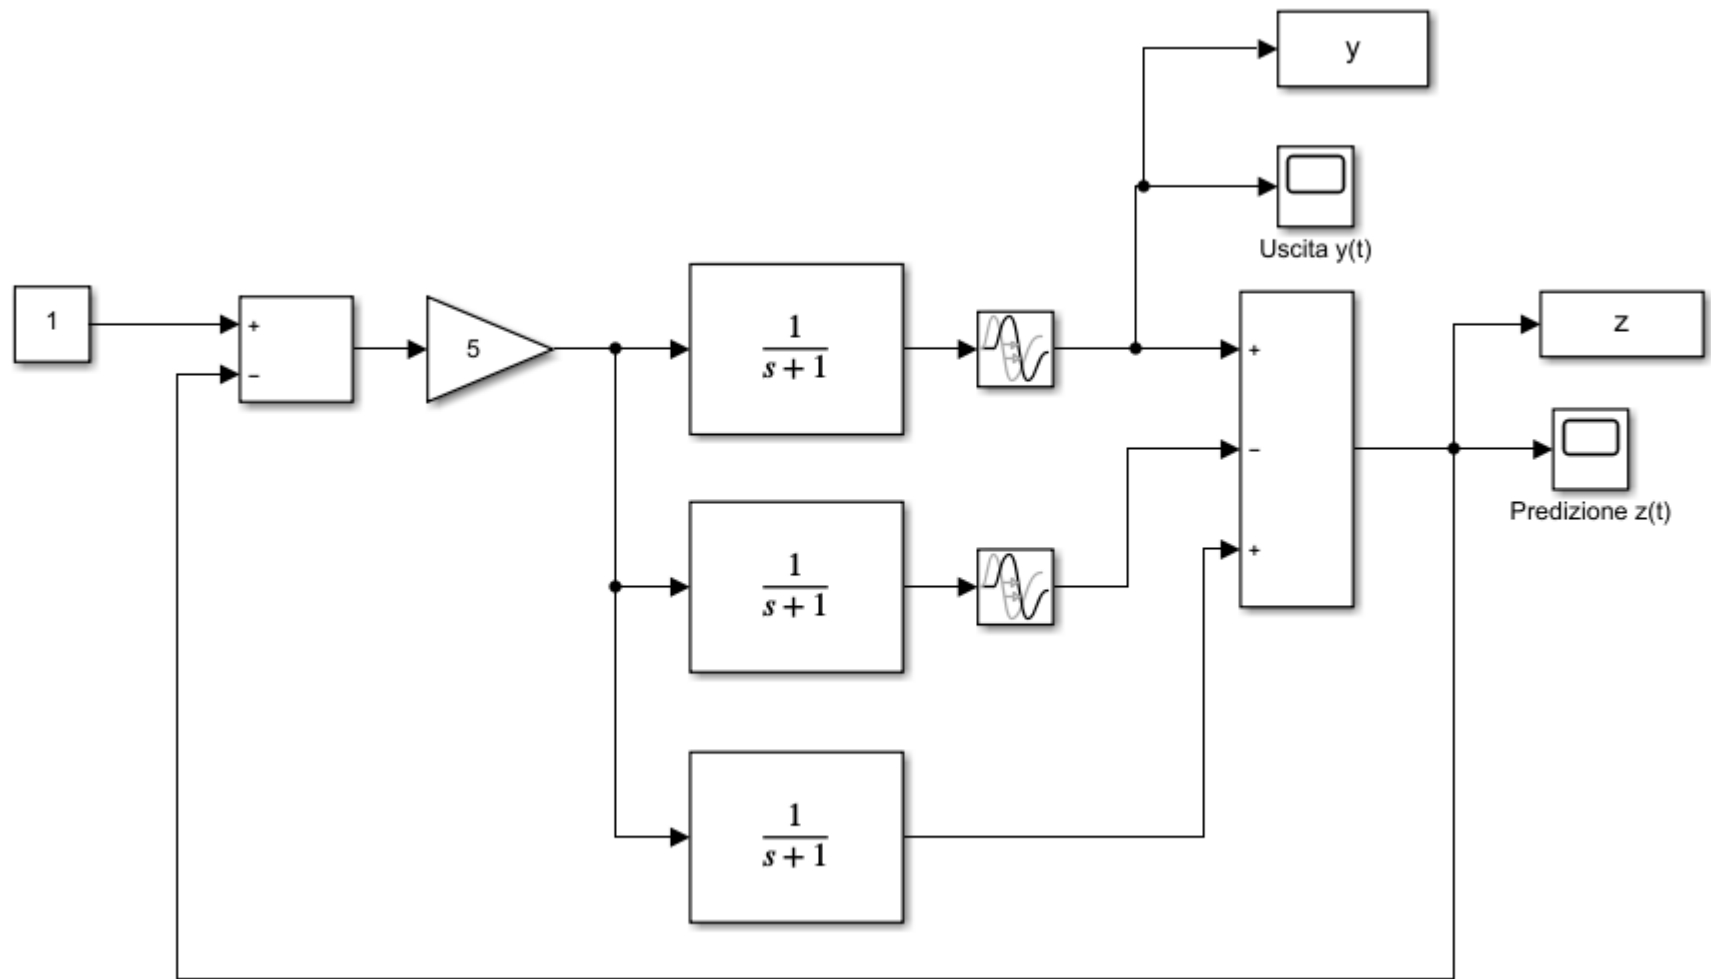 y
Uscita y(t)
1
+
−
5
1
s + 1
+
−
+
z
Predizione z(t)
1
s + 1
1
s + 1